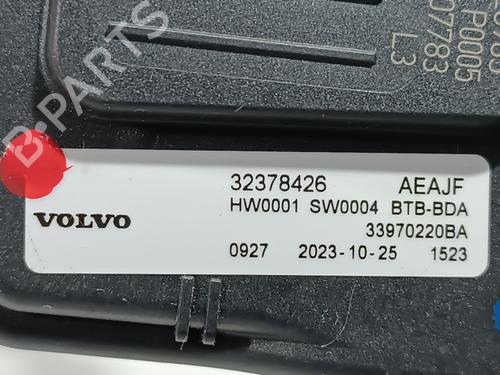 P0005
07783
L3
B-PARTS
32378426 AEAJF
HW0001 SW0004 BTB-BDA
VOLVO
33970220BA
0927 2023-10-25 1523